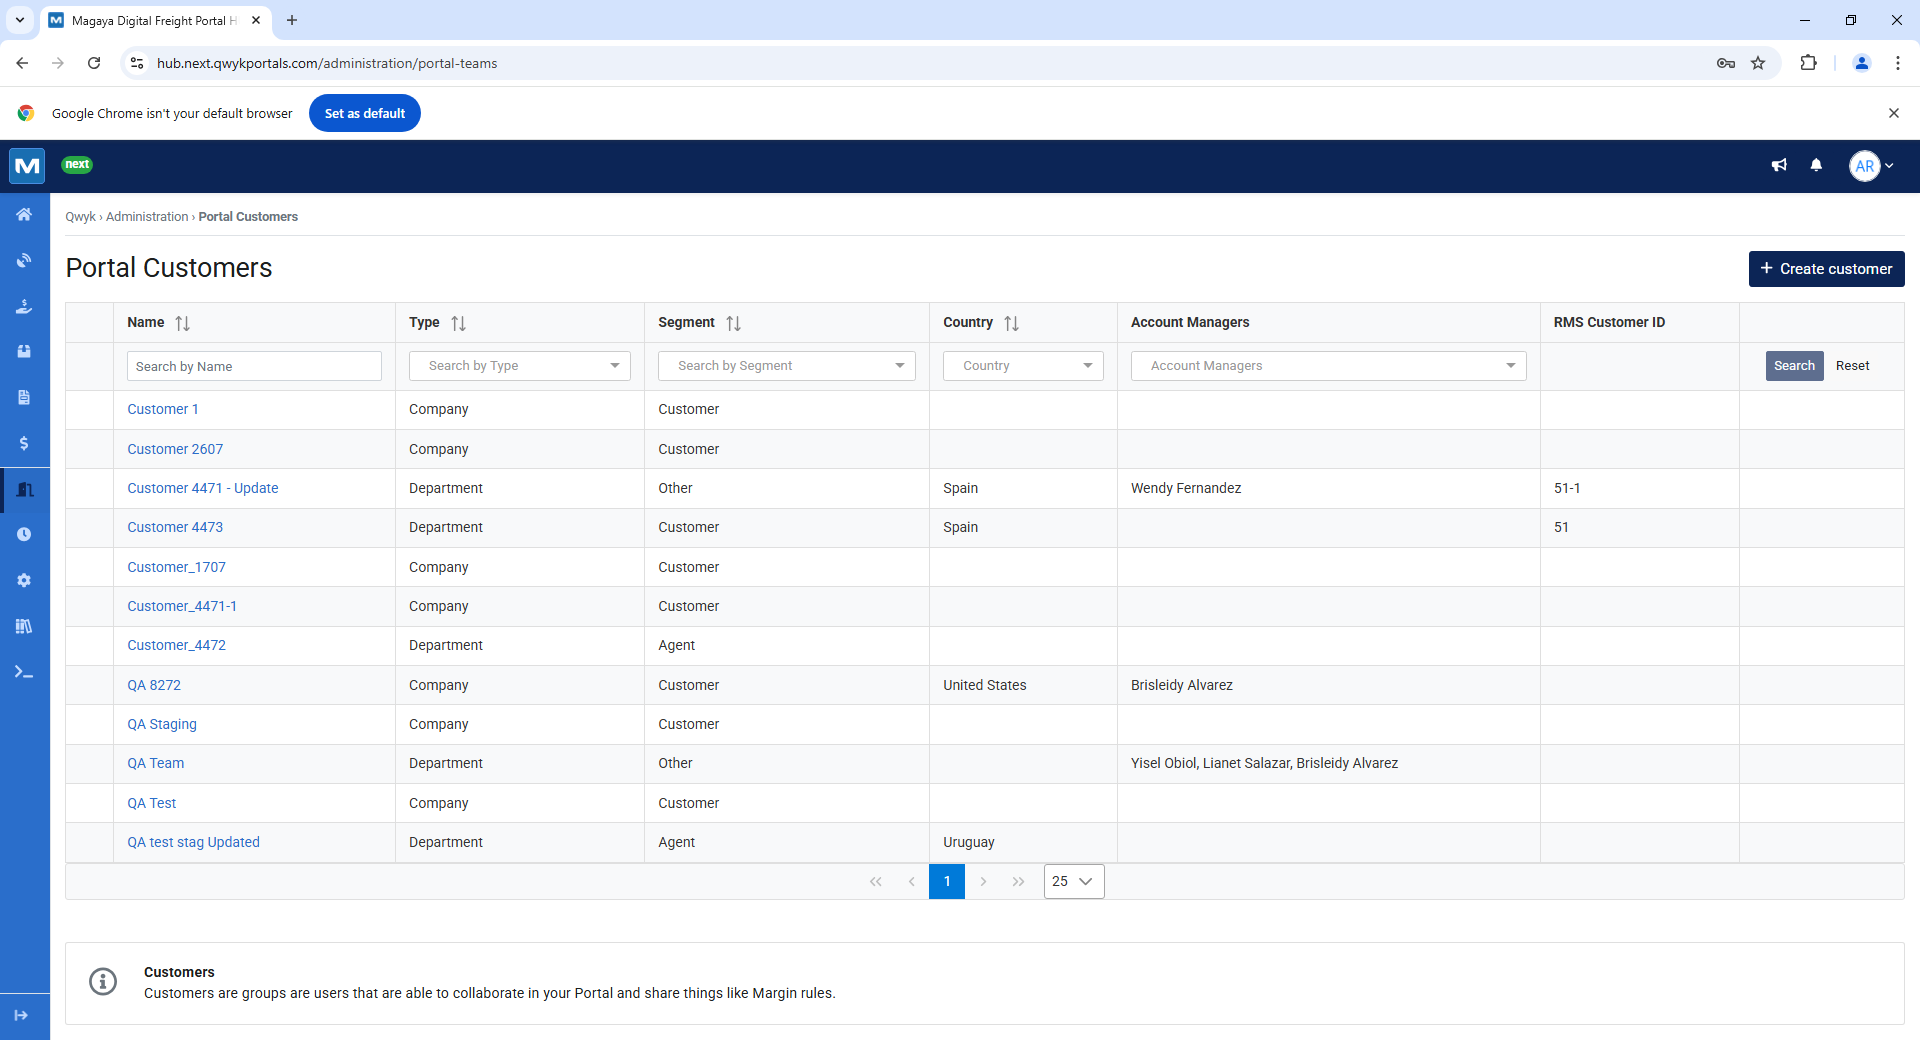 Magaya Digital Freight Portal H
hub.next.qwykportals.com/administration/portal-teams
Google Chrome isn't your default browser
Set as default
M
next
AR
Qwyk › Administration › Portal Customers
Portal Customers
+ Create customer
Name Type Segment Country Account Managers RMS Customer ID
Search by Name Search by Type Search by Segment Country Account Managers Search Reset
Customer 1 Company Customer
Customer 2607 Company Customer
Customer 4471 - Update Department Other Spain Wendy Fernandez 51-1
Customer 4473 Department Customer Spain 51
Customer_1707 Company Customer
Customer_4471-1 Company Customer
Customer_4472 Department Agent
QA 8272 Company Customer United States Brisleidy Alvarez
QA Staging Company Customer
QA Team Department Other Yisel Obiol, Lianet Salazar, Brisleidy Alvarez
QA Test Company Customer
QA test stag Updated Department Agent Uruguay
1 25
Customers
Customers are groups are users that are able to collaborate in your Portal and share things like Margin rules.